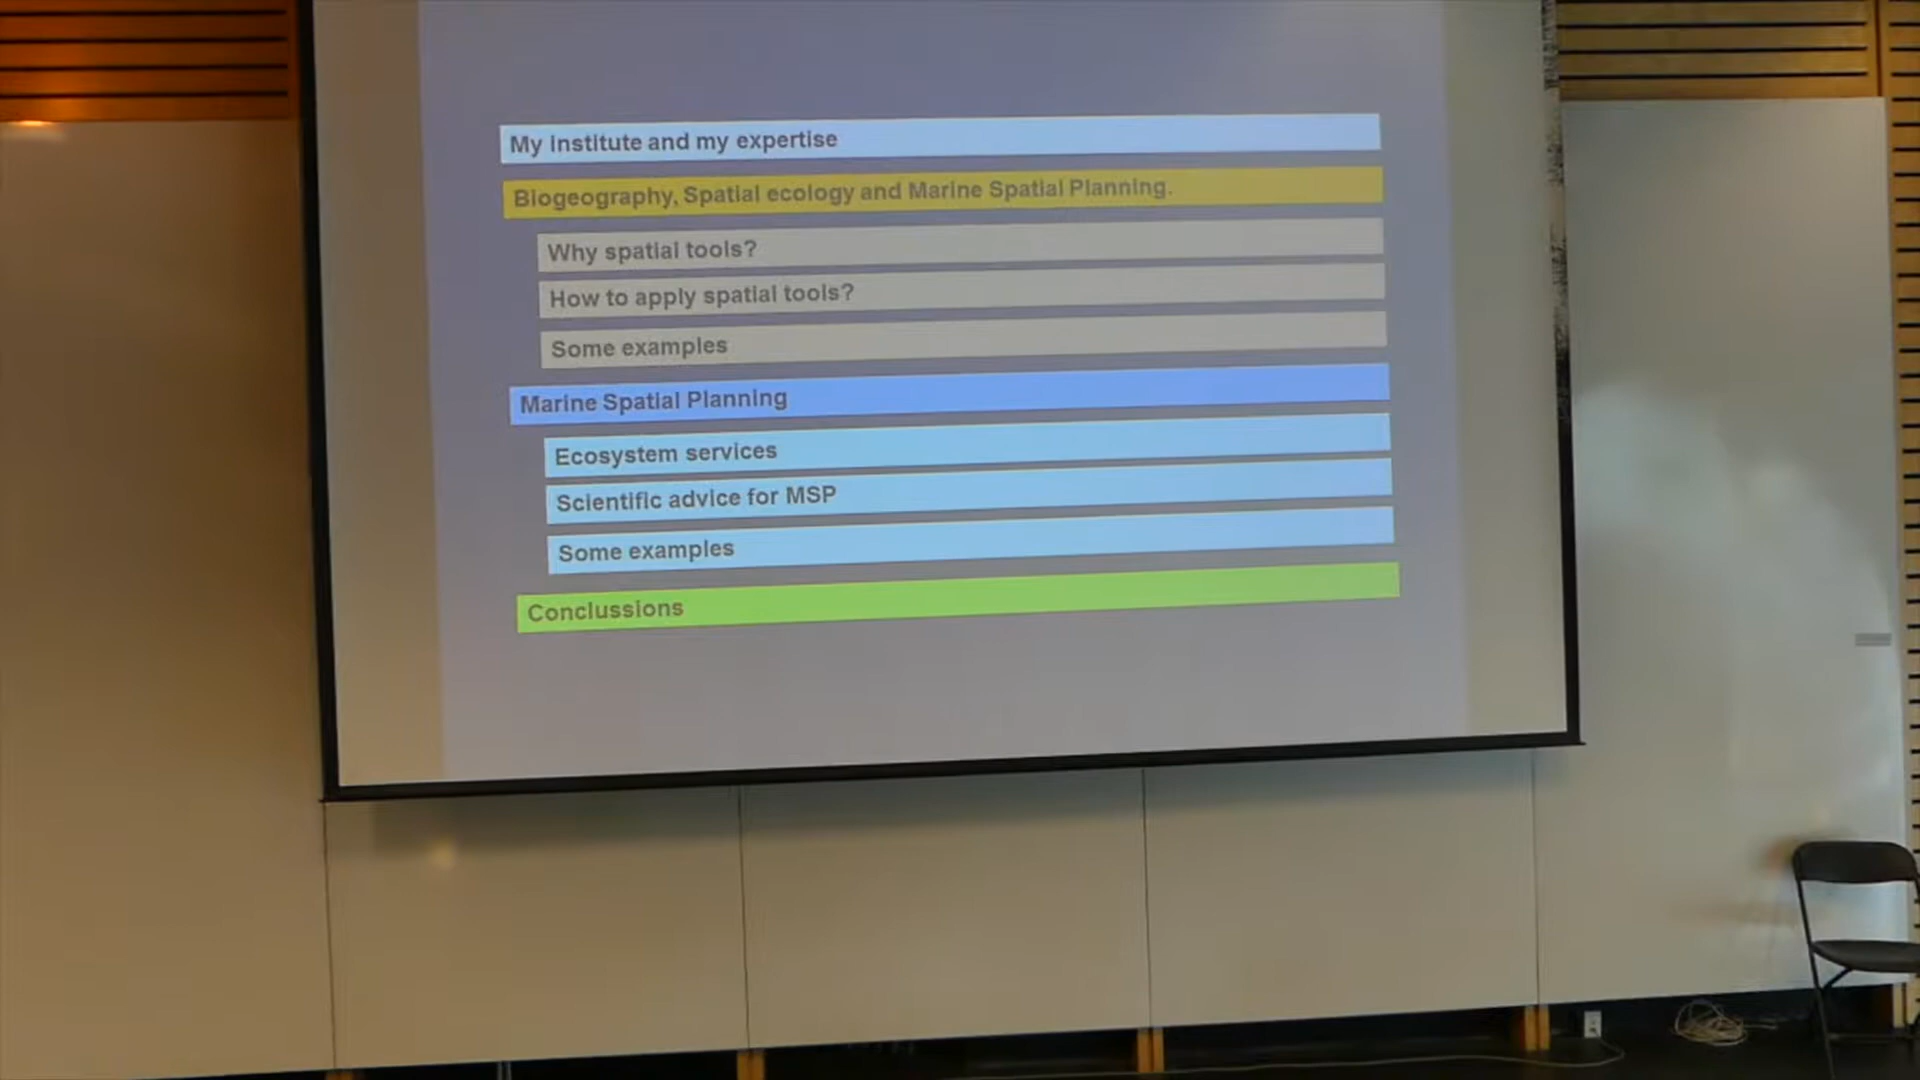 My Institute and my expertise
Biogeography, Spatial ecology and Marine Spatial Planning.
Why spatial tools?
How to apply spatial tools?
Some examples
Marine Spatial Planning
Ecosystem services
Scientific advice for MSP
Some examples
Conclussions